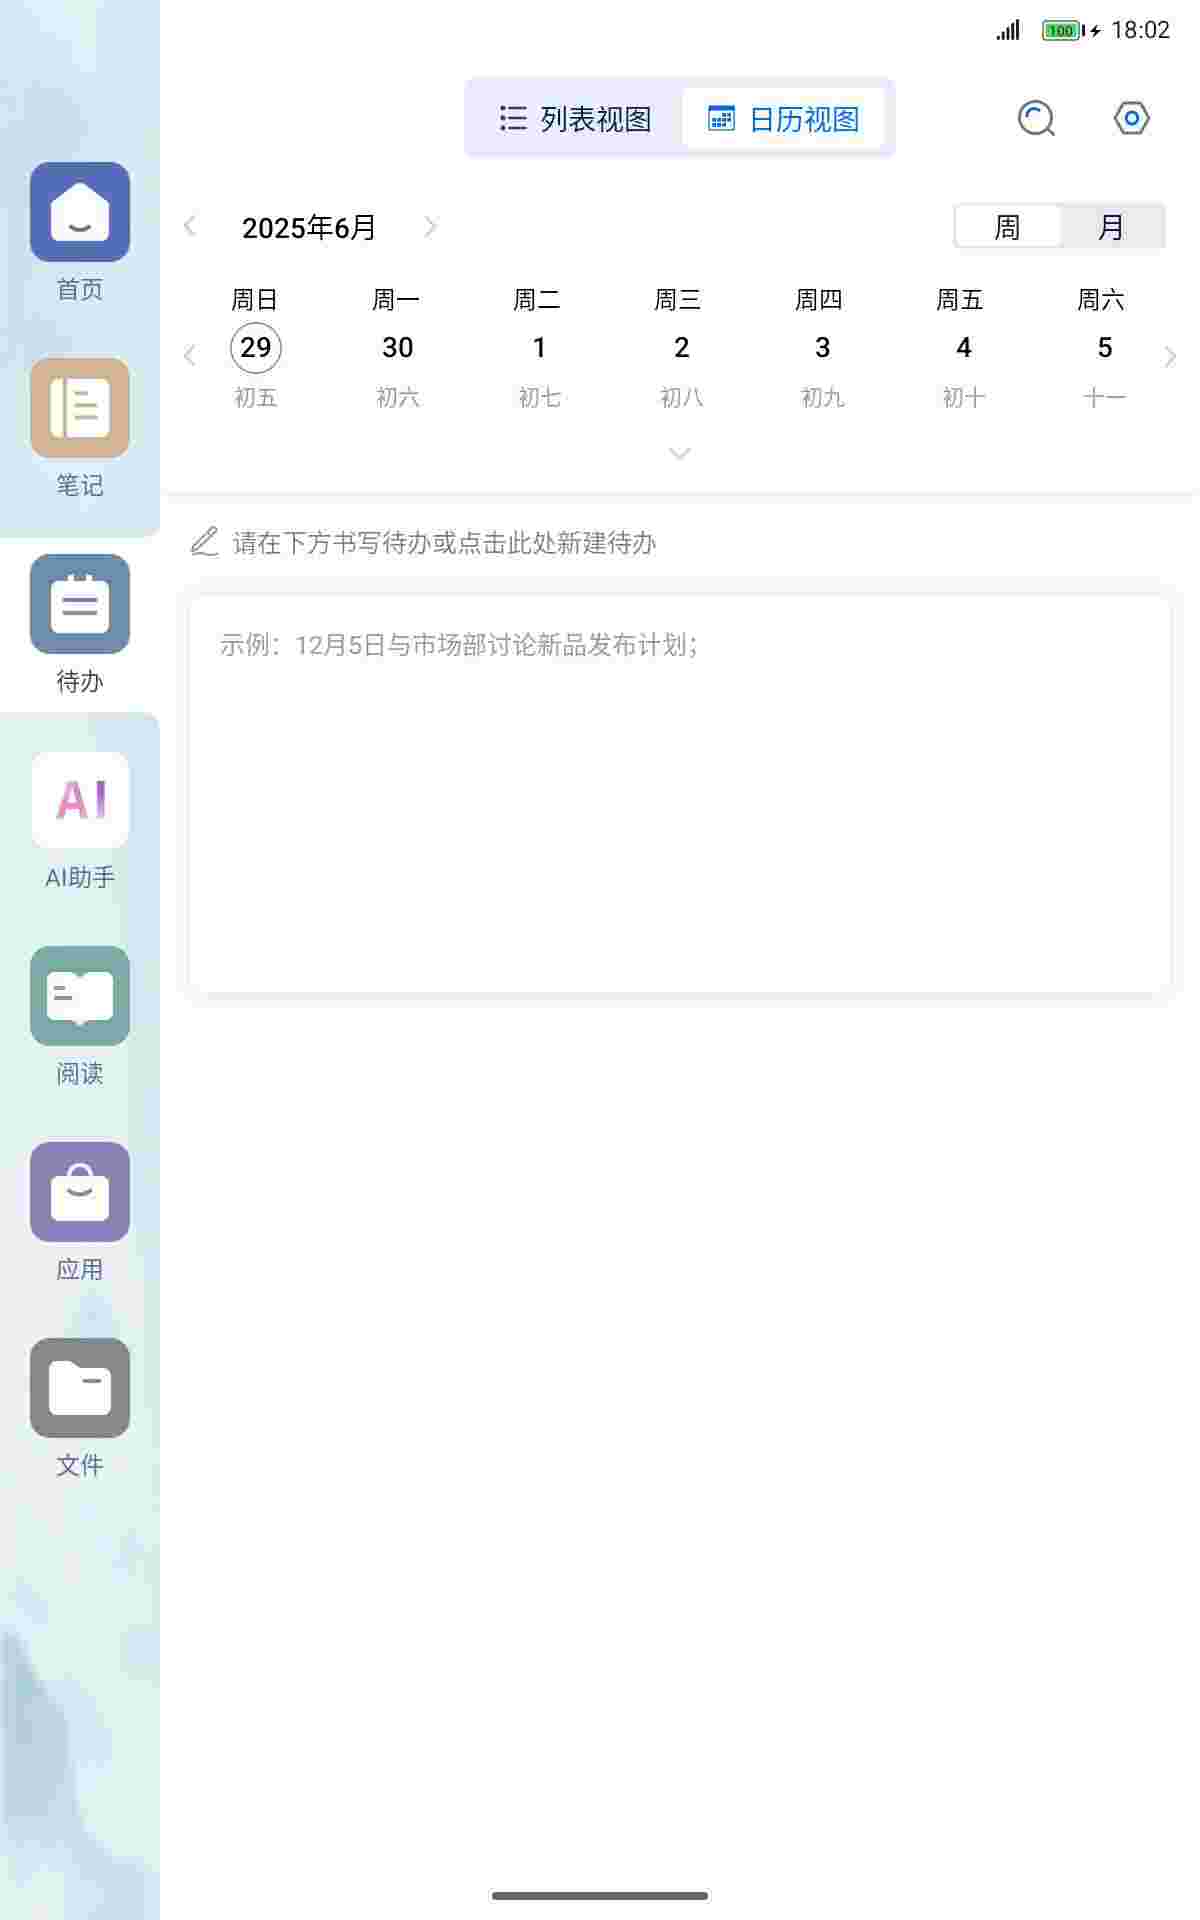 100 18:02
列表视图 日历视图
首页
笔记
待办
AI
AI助手
阅读
应用
文件
2025年6月 周 月
周日 周一 周二 周三 周四 周五 周六
29 30 1 2 3 4 5
初五 初六 初七 初八 初九 初十 十一
请在下方书写待办或点击此处新建待办
示例：12月5日与市场部讨论新品发布计划；